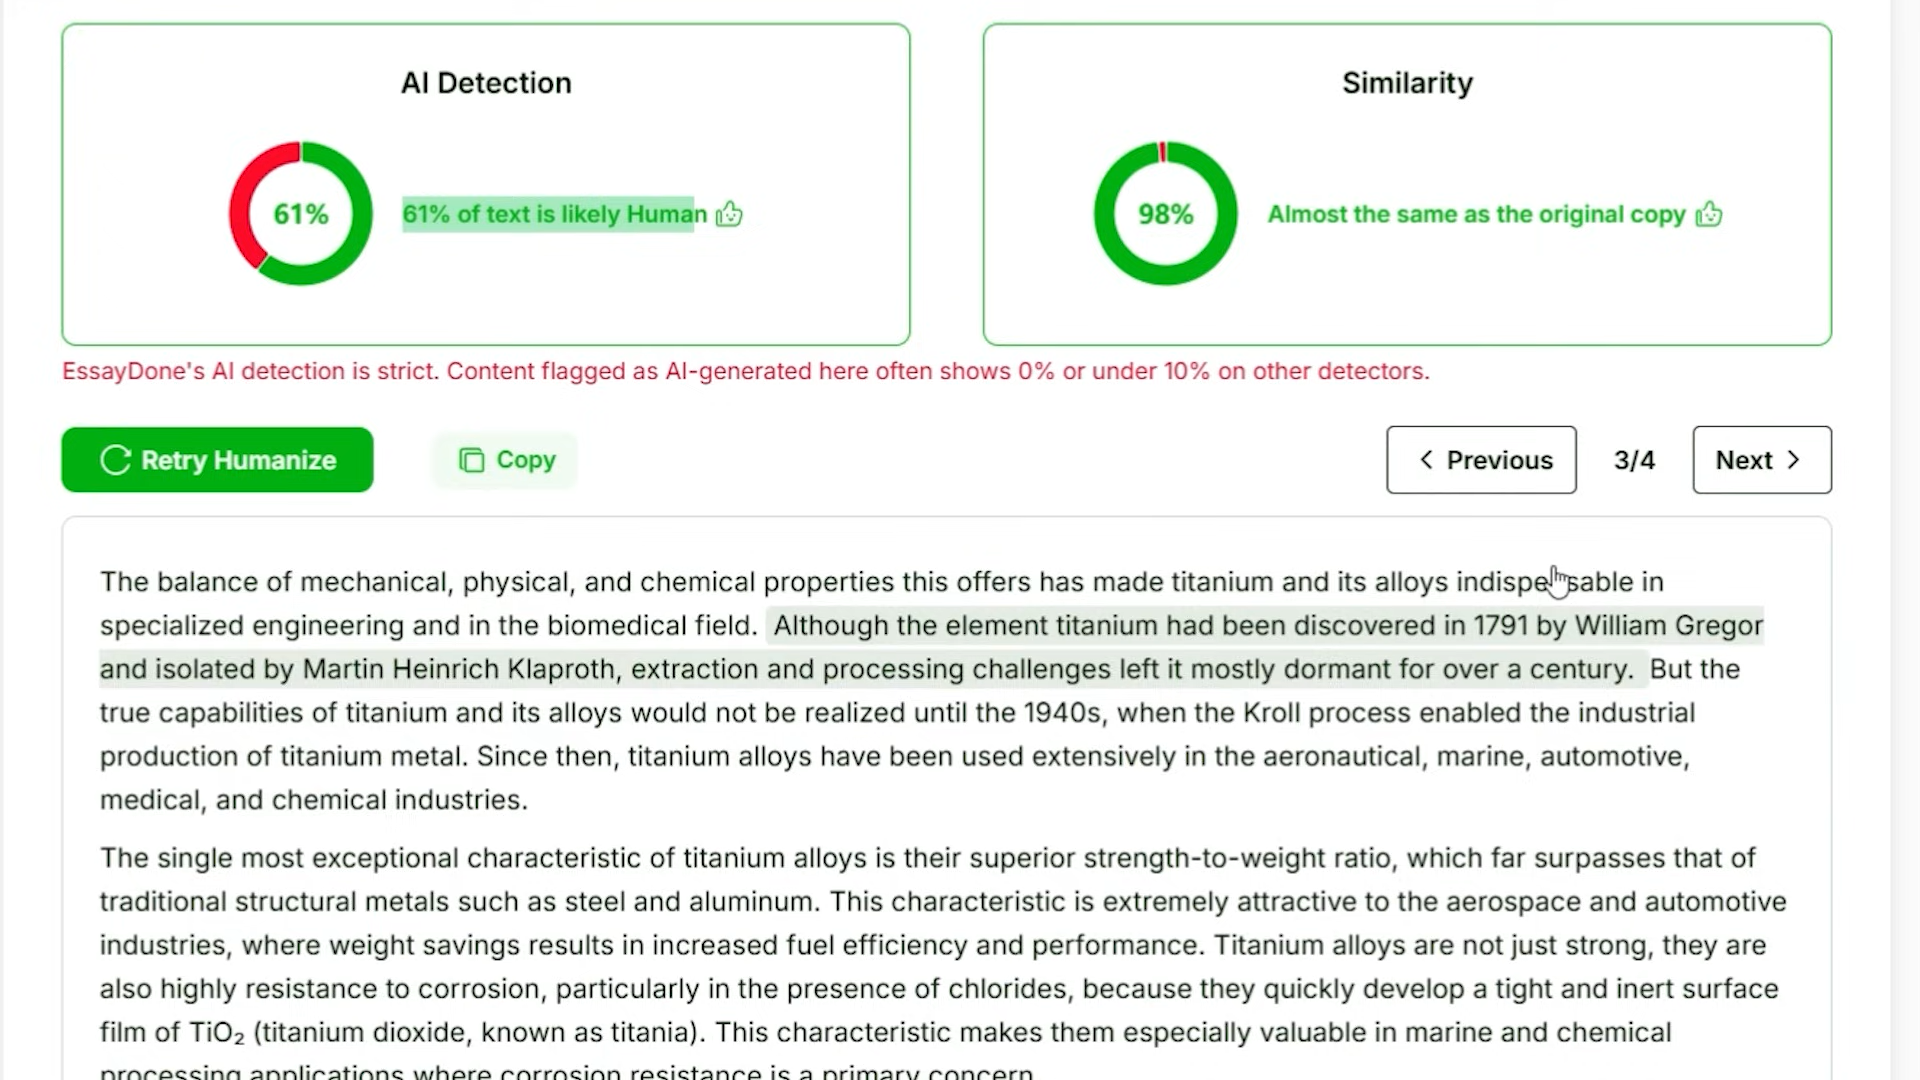 AI Detection
61%
61% of text is likely Human
Similarity
98%
Almost the same as the original copy
EssayDone's AI detection is strict. Content flagged as AI-generated here often shows 0% or under 10% on other detectors.
Retry Humanize
Copy
Previous
3/4
Next
The balance of mechanical, physical, and chemical properties this offers has made titanium and its alloys indispensable in
specialized engineering and in the biomedical field. Although the element titanium had been discovered in 1791 by William Gregor
and isolated by Martin Heinrich Klaproth, extraction and processing challenges left it mostly dormant for over a century. But the
true capabilities of titanium and its alloys would not be realized until the 1940s, when the Kroll process enabled the industrial
production of titanium metal. Since then, titanium alloys have been used extensively in the aeronautical, marine, automotive,
medical, and chemical industries.
The single most exceptional characteristic of titanium alloys is their superior strength-to-weight ratio, which far surpasses that of
traditional structural metals such as steel and aluminum. This characteristic is extremely attractive to the aerospace and automotive
industries, where weight savings results in increased fuel efficiency and performance. Titanium alloys are not just strong, they are
also highly resistance to corrosion, particularly in the presence of chlorides, because they quickly develop a tight and inert surface
film of TiO₂ (titanium dioxide, known as titania). This characteristic makes them especially valuable in marine and chemical
processing applications where corrosion resistance is a primary concern.